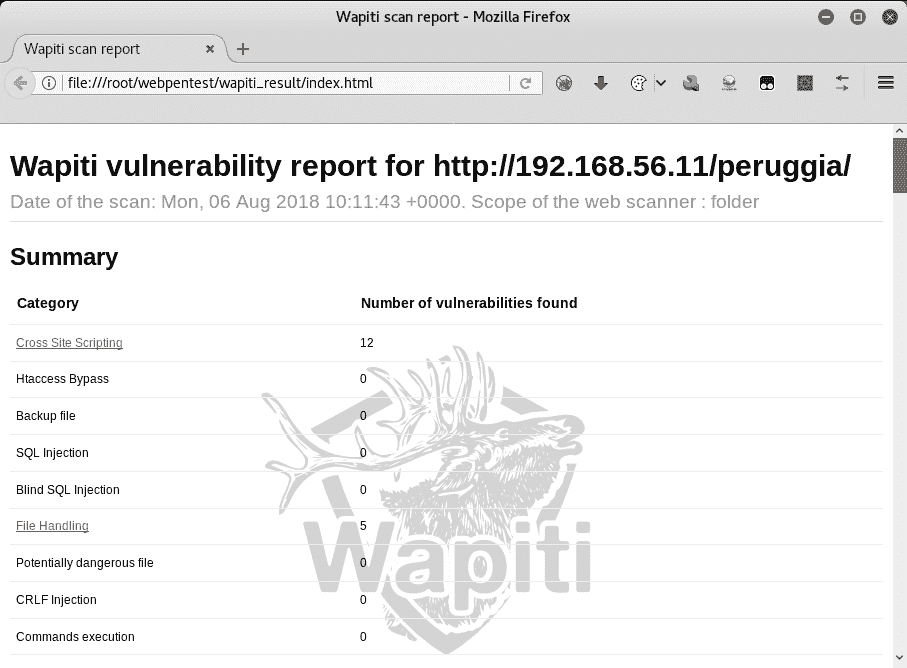 Wapiti scan report - Mozilla Firefox
Wapiti scan report
file:///root/webpentest/wapiti_result/index.html
Wapiti vulnerability report for http://192.168.56.11/peruggia/
Date of the scan: Mon, 06 Aug 2018 10:11:43 +0000. Scope of the web scanner : folder
Summary
Category Number of vulnerabilities found
Cross Site Scripting 12
Htaccess Bypass 0
Backup file 0
SQL Injection 0
Blind SQL Injection 0
File Handling 5
Potentially dangerous file 0
CRLF Injection 0
Commands execution 0
Wapiti